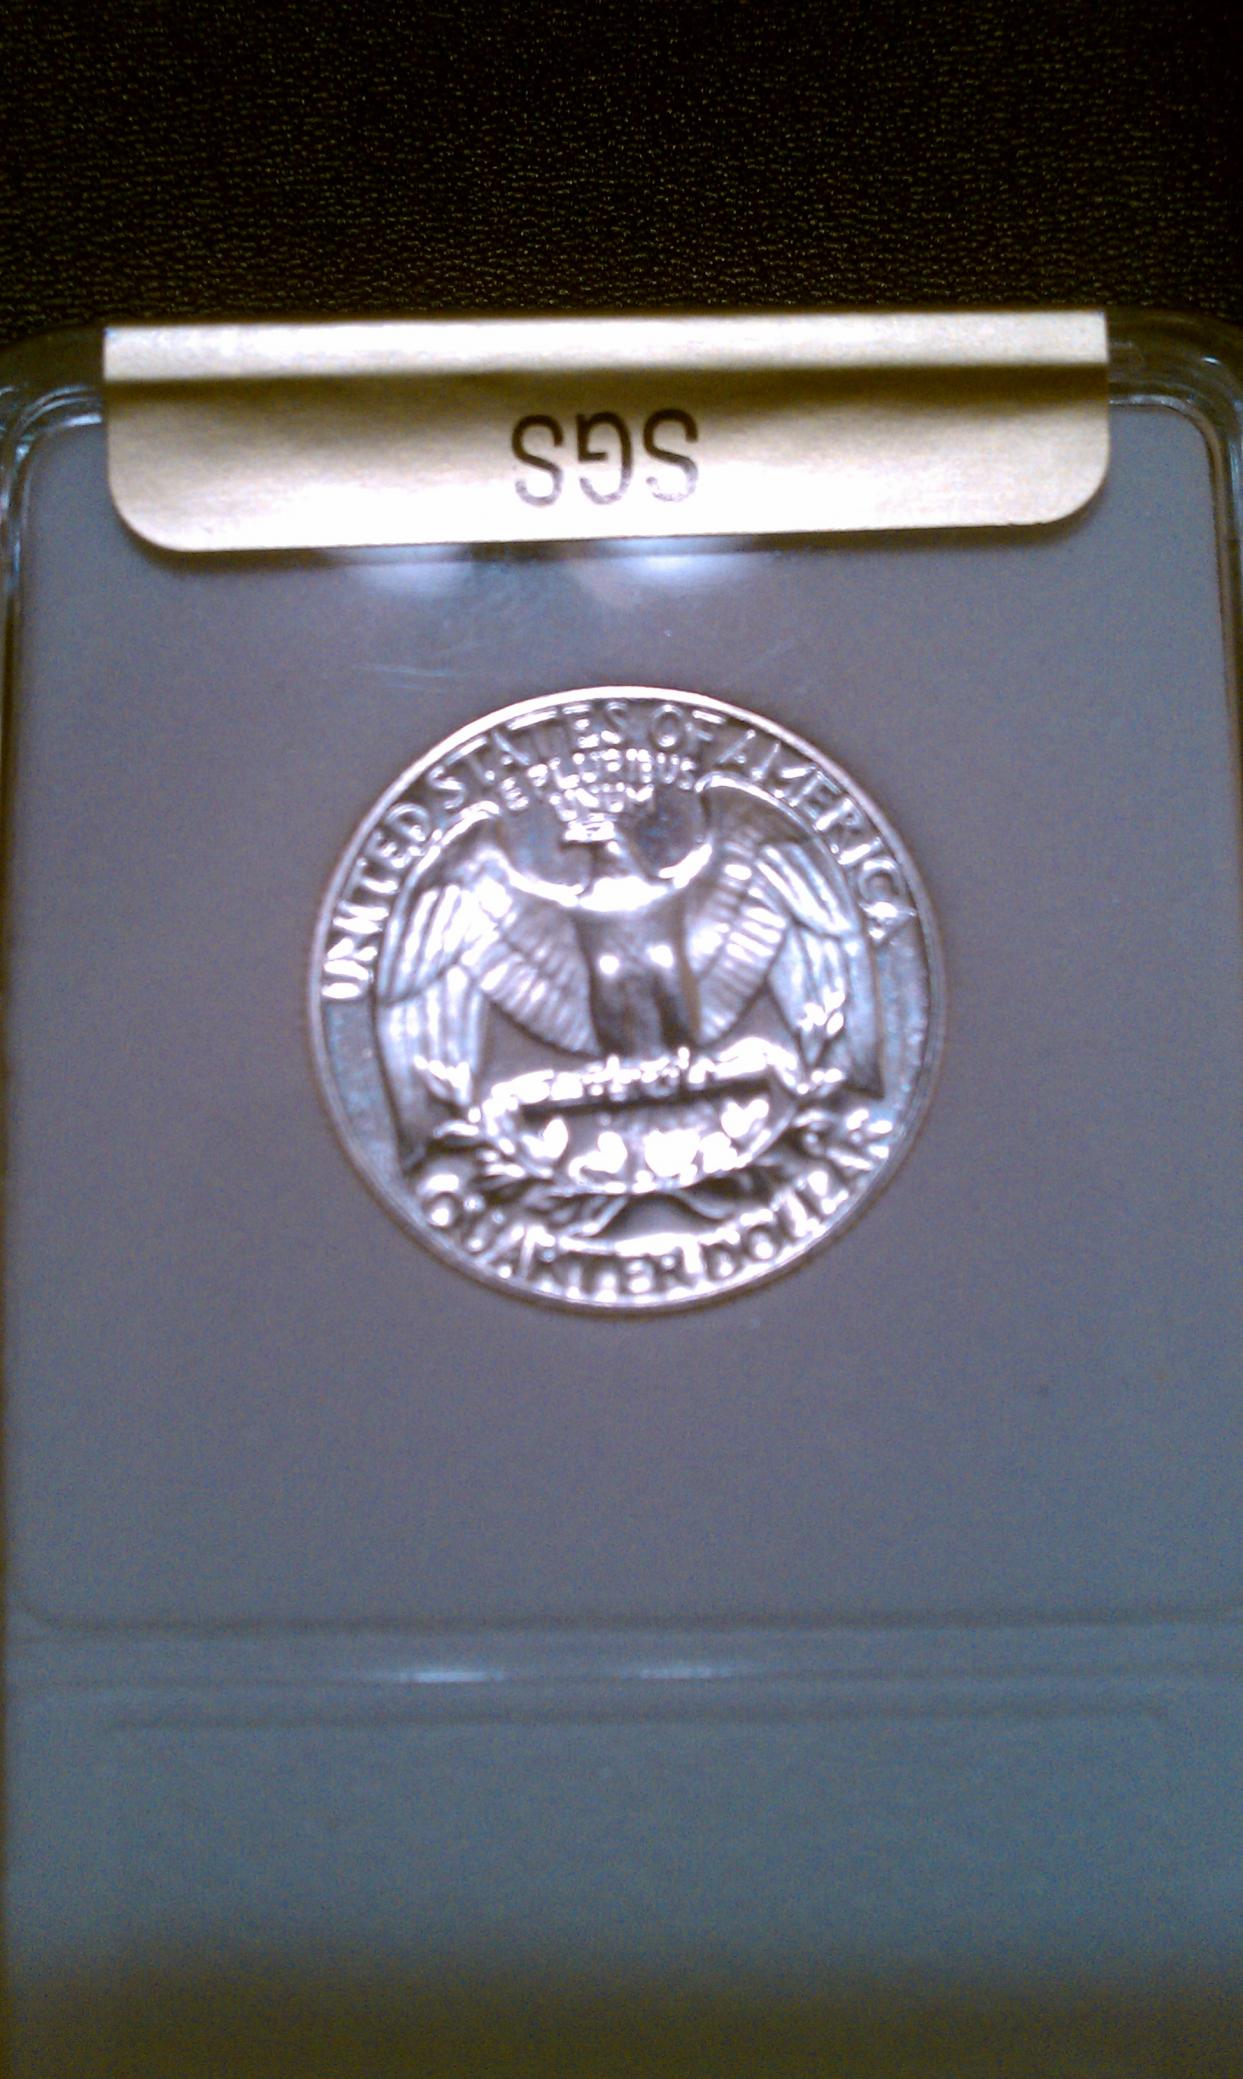 SGS
UNITED STATES OF AMERICA
E PLURIBUS
UNUM
QUARTER DOLLAR